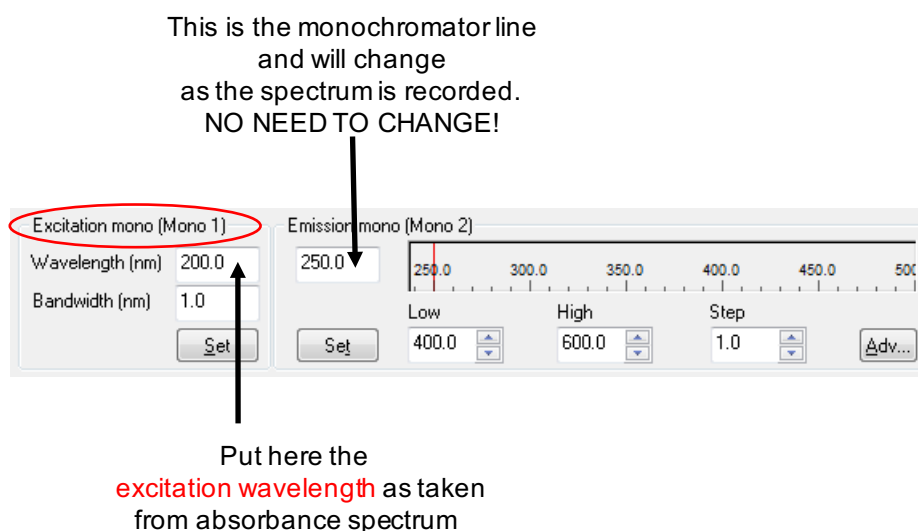 This is the monochromator line
and will change
as the spectrum is recorded.
NO NEED TO CHANGE!
Excitation mono (Mono 1)
Emission mono (Mono 2)
Wavelength (nm) 200.0
250.0
250.0 300.0 350.0 400.0 450.0
Bandwidth (nm) 1.0
Low High Step
Set
Set
400.0 600.0 1.0
Adv...
Put here the
excitation wavelength as taken
from absorbance spectrum